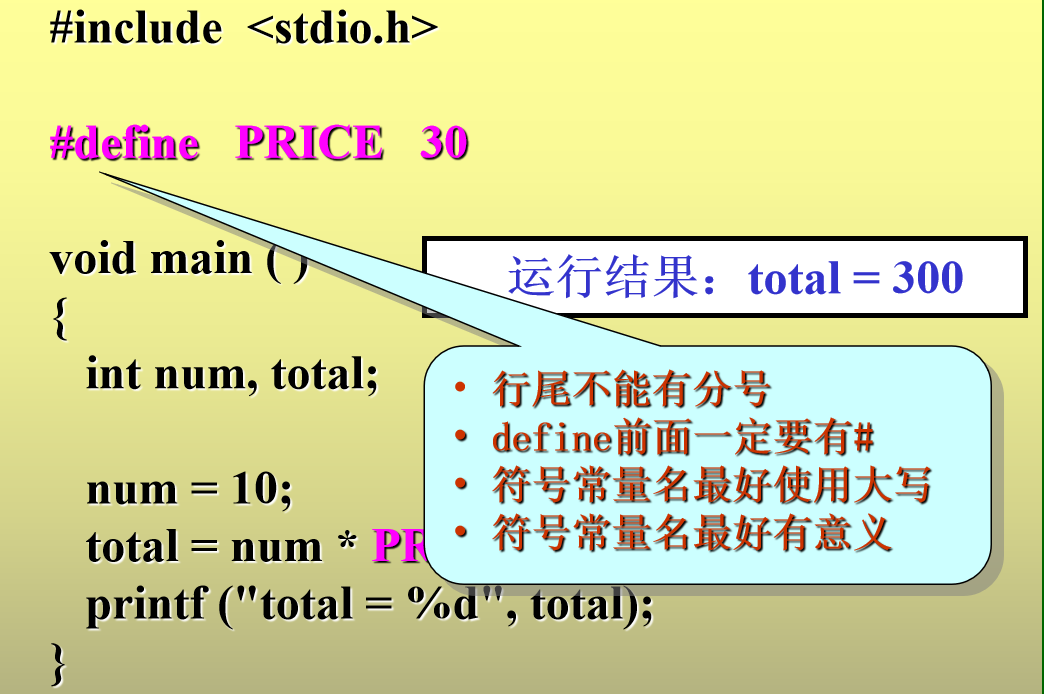 #include <stdio.h>
#define PRICE 30
void main ( )
运行结果：total = 300
{
int num, total;
• 行尾不能有分号
• define前面一定要有#
• 符号常量名最好使用大写
• 符号常量名最好有意义
num = 10;
total = num * PR
printf ("total = %d", total);
}